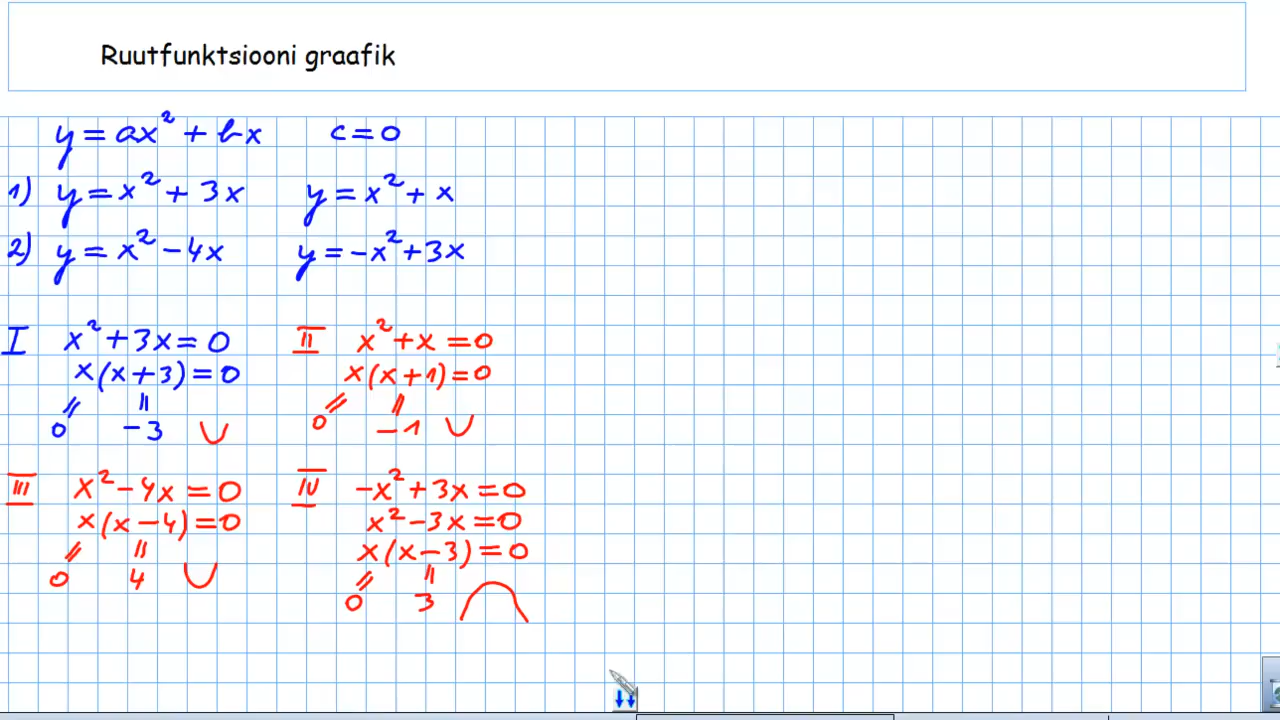 Ruutfunktsiooni graafik
y = ax² + bx c = 0
1) y = x² + 3x y = x² + x
2) y = x² - 4x y = -x² + 3x
I x² + 3x = 0
x(x + 3) = 0
0 -3
II x² + x = 0
x(x + 1) = 0
0 -1
III x² - 4x = 0
x(x - 4) = 0
0 4
IV -x² + 3x = 0
x² - 3x = 0
x(x - 3) = 0
0 3